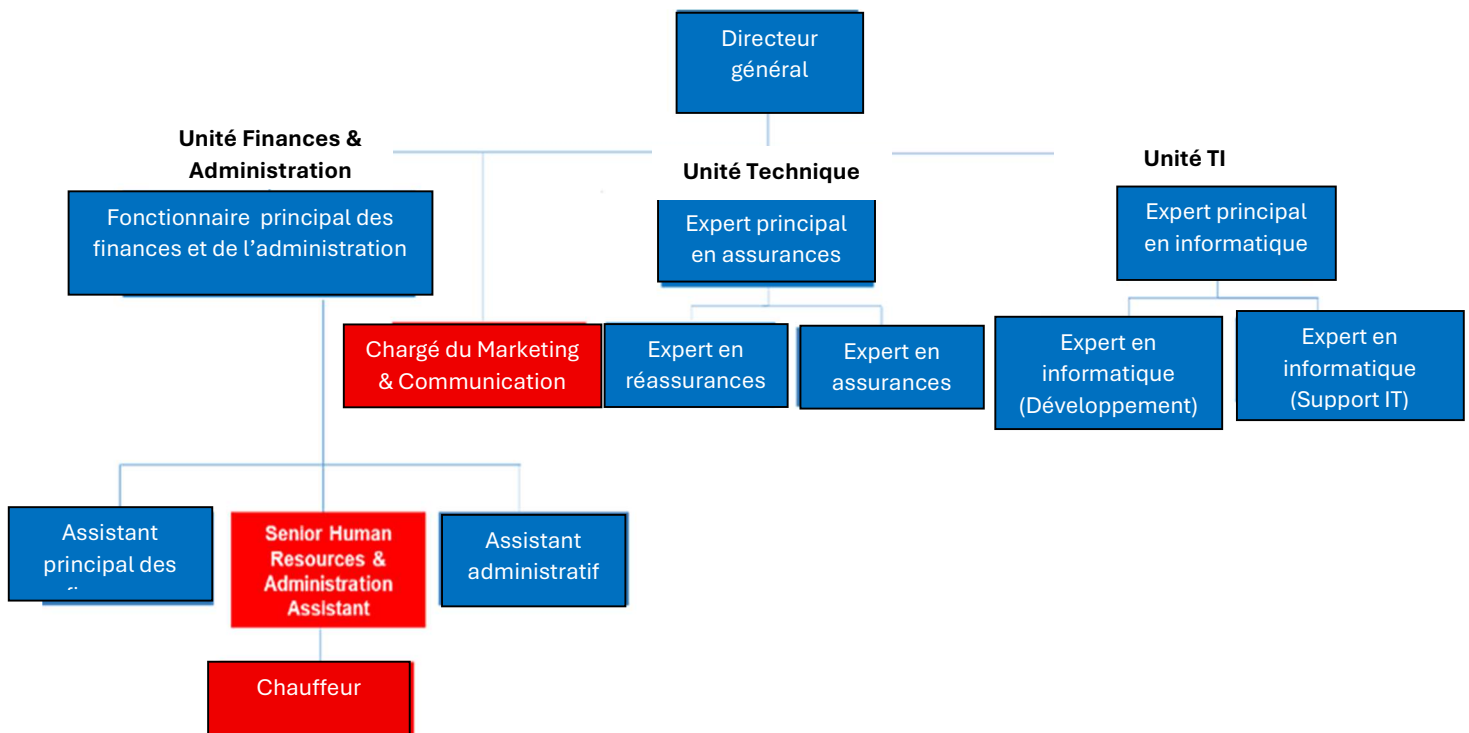 Directeur
général
Unité Finances &
Administration
Unité Technique
Unité TI
Fonctionnaire principal des
finances et de l’administration
Expert principal
en assurances
Expert principal
en informatique
Chargé du Marketing
& Communication
Expert en
réassurances
Expert en
assurances
Expert en
informatique
(Développement)
Expert en
informatique
(Support IT)
Assistant
principal des
Senior Human
Resources &
Administration
Assistant
Assistant
administratif
Chauffeur